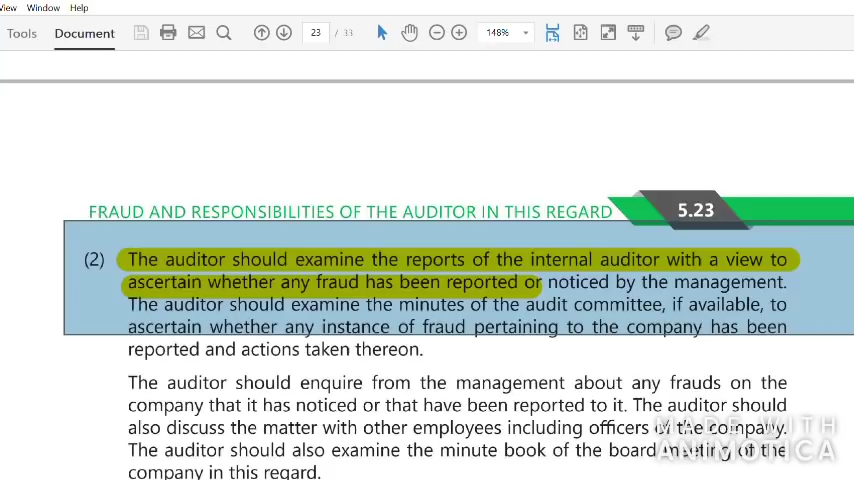 View Window Help
Tools Document 23 / 33 148%
FRAUD AND RESPONSIBILITIES OF THE AUDITOR IN THIS REGARD 5.23
(2) The auditor should examine the reports of the internal auditor with a view to
ascertain whether any fraud has been reported or noticed by the management.
The auditor should examine the minutes of the audit committee, if available, to
ascertain whether any instance of fraud pertaining to the company has been
reported and actions taken thereon.
The auditor should enquire from the management about any frauds on the
company that it has noticed or that have been reported to it. The auditor should
also discuss the matter with other employees including officers of the company.
The auditor should also examine the minute book of the board meeting of the
company in this regard.
MADE WITH
ANIMOTICA